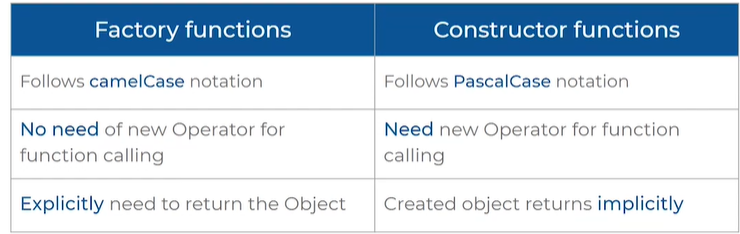 Factory functions
Constructor functions
Follows camelCase notation
Follows PascalCase notation
No need of new Operator for
function calling
Need new Operator for function
calling
Explicitly need to return the Object
Created object returns implicitly